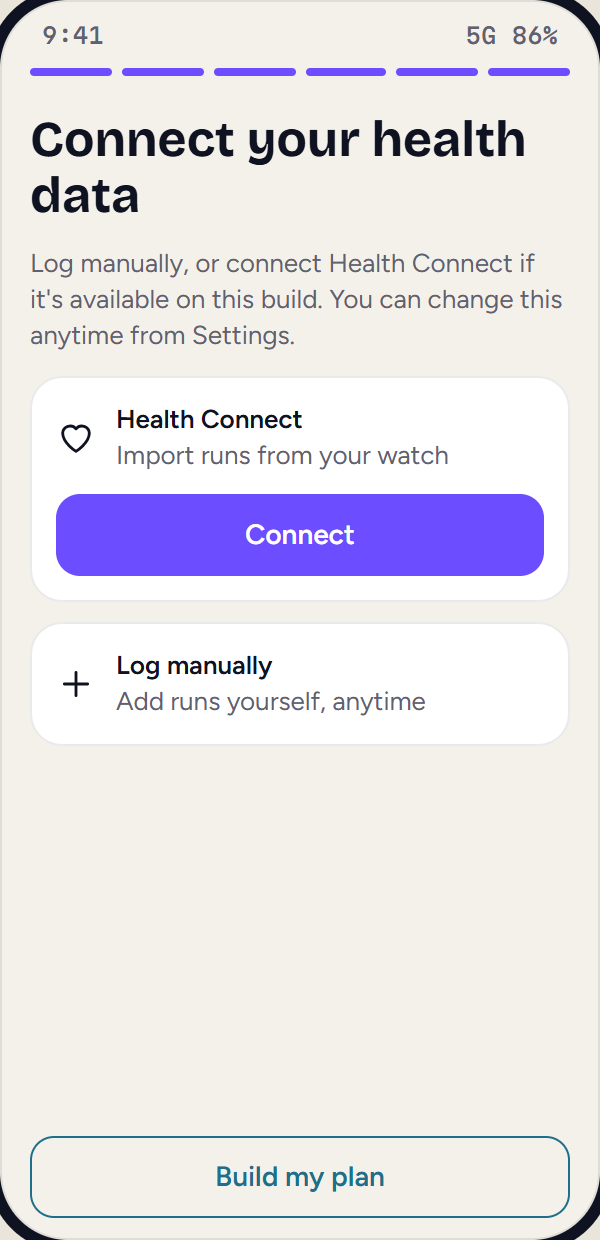 9:41
5G 86%
Connect your health
data
Log manually, or connect Health Connect if
it's available on this build. You can change this
anytime from Settings.
Health Connect
Import runs from your watch
Connect
Log manually
Add runs yourself, anytime
Build my plan